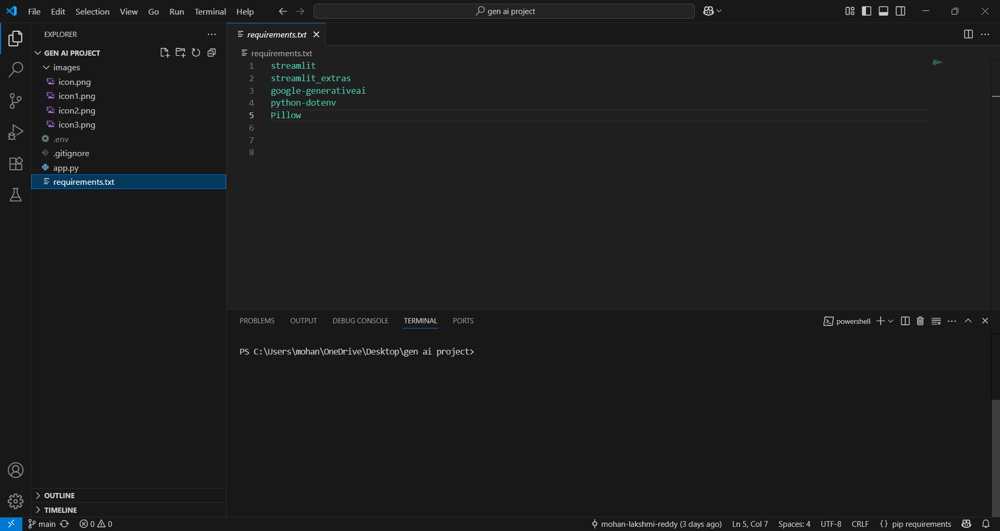 File Edit Selection View Go Run Terminal Help
gen ai project
EXPLORER
GEN AI PROJECT
images
icon.png
icon1.png
icon2.png
icon3.png
.env
.gitignore
app.py
requirements.txt
OUTLINE
TIMELINE
requirements.txt
requirements.txt
1 streamlit
2 streamlit_extras
3 google-generativeai
4 python-dotenv
5 Pillow
6
7
8
PROBLEMS OUTPUT DEBUG CONSOLE TERMINAL PORTS
powershell
PS C:\Users\mohan\OneDrive\Desktop\gen ai project>
main 0 0 mohan-lakshmi-reddy (3 days ago) Ln 5, Col 7 Spaces: 4 UTF-8 CRLF {} pip requirements